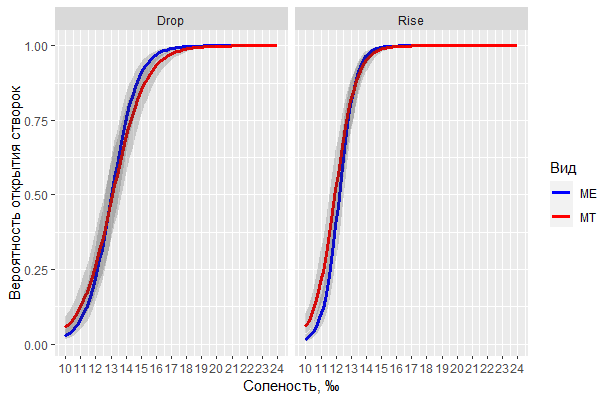 Drop
Rise
1.00
0.75
0.50
0.25
0.00
10 11 12 13 14 15 16 17 18 19 20 21 22 23 24
10 11 12 13 14 15 16 17 18 19 20 21 22 23 24
Соленость, ‰
Вероятность открытия створок
Вид
ME
MT